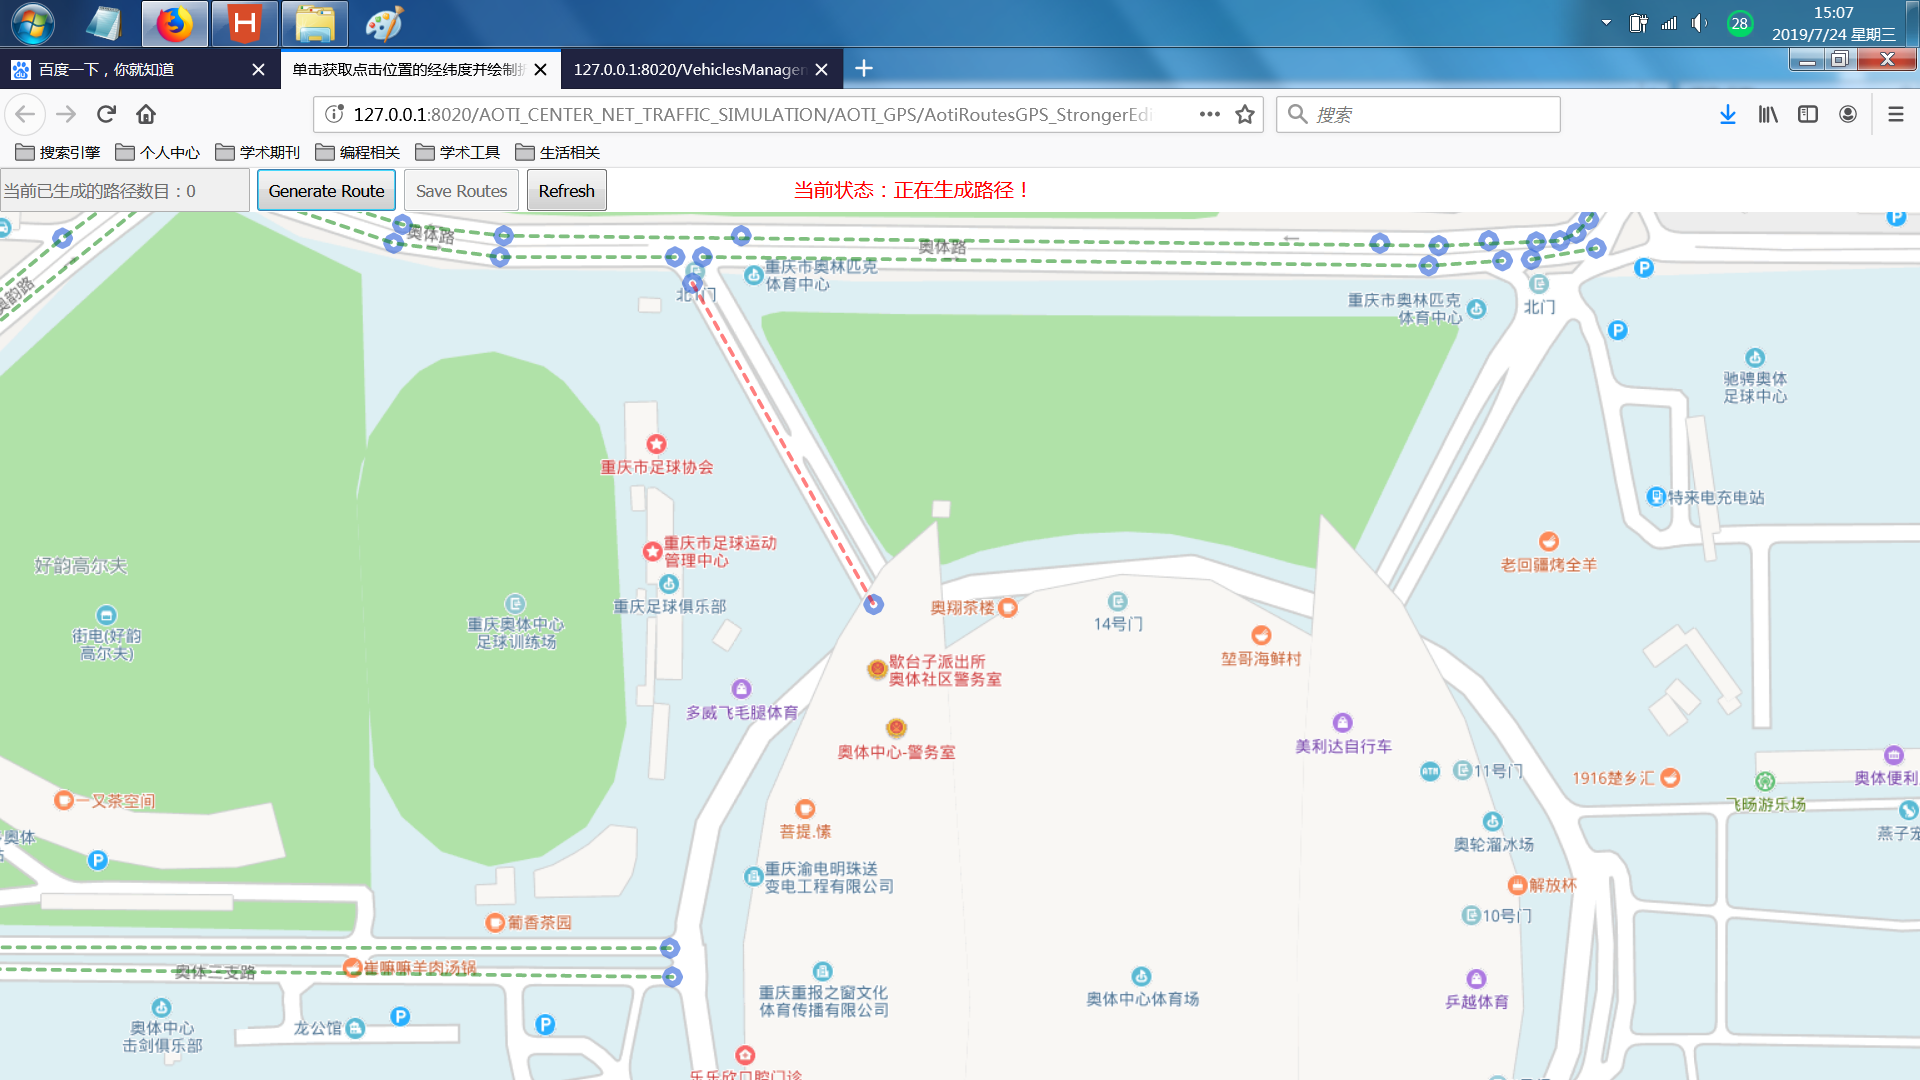 28
15:07
2019/7/24 星期三
百度一下，你就知道
单击获取点击位置的经纬度并绘制
127.0.0.1:8020/VehiclesManage
127.0.0.1:8020/AOTI_CENTER_NET_TRAFFIC_SIMULATION/AOTI_GPS/AotiRoutesGPS_StrongerEdi
搜索
搜索引擎
个人中心
学术期刊
编程相关
学术工具
生活相关
当前已生成的路径数目：0
Generate Route
Save Routes
Refresh
当前状态：正在生成路径！
奥体路
奥体路
奥韵路
北1门
重庆市奥林匹克
体育中心
重庆市奥林匹克
体育中心
北门
驰骋奥体
足球中心
重庆市足球协会
特来电充电站
重庆市足球运动
管理中心
好韵高尔夫
老回疆烤全羊
重庆足球俱乐部
奥翔茶楼
14号门
街电(好韵
高尔夫)
重庆奥体中心
足球训练场
堃哥海鲜村
歇台子派出所
奥体社区警务室
多威飞毛腿体育
奥体中心-警务室
美利达自行车
11号门
1916楚乡汇
奥体便利
一又茶空间
飞旸游乐场
菩提.愫
奥体
燕子宠
奥轮溜冰场
重庆渝电明珠送
变电工程有限公司
解放杯
10号门
葡香茶园
奥体二支路
崔嘛嘛羊肉汤锅
重庆重报之窗文化
体育传播有限公司
奥体中心体育场
乒越体育
奥体中心
击剑俱乐部
龙公馆
乐乐欣口腔门诊